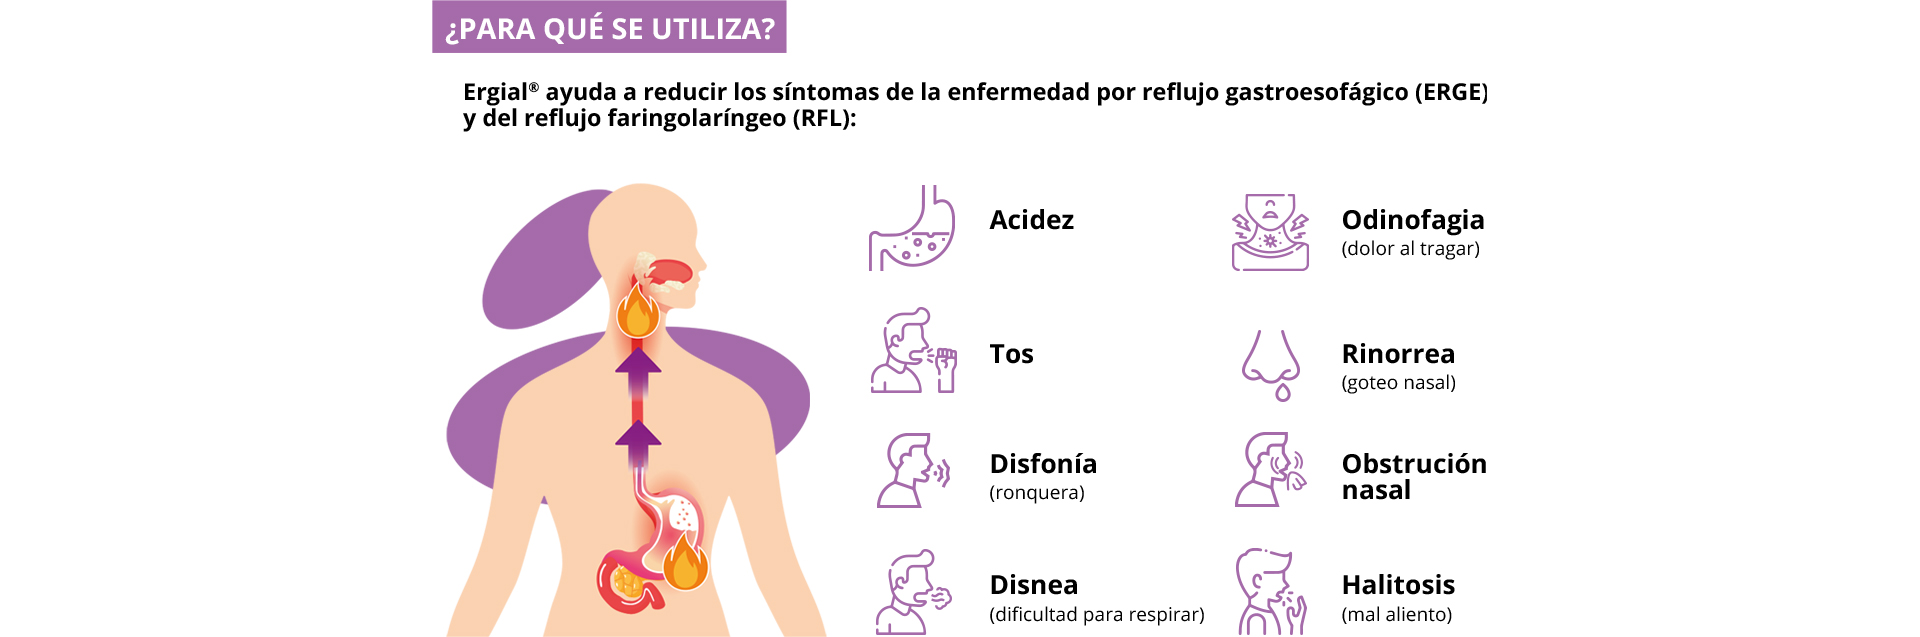 ¿PARA QUÉ SE UTILIZA?
Ergial® ayuda a reducir los síntomas de la enfermedad por reflujo gastroesofágico (ERGE)
y del reflujo faringolaríngeo (RFL):
Acidez
Odinofagia
(dolor al tragar)
Tos
Rinorrea
(goteo nasal)
Disfonía
(ronquera)
Obstrución
nasal
Disnea
(dificultad para respirar)
Halitosis
(mal aliento)